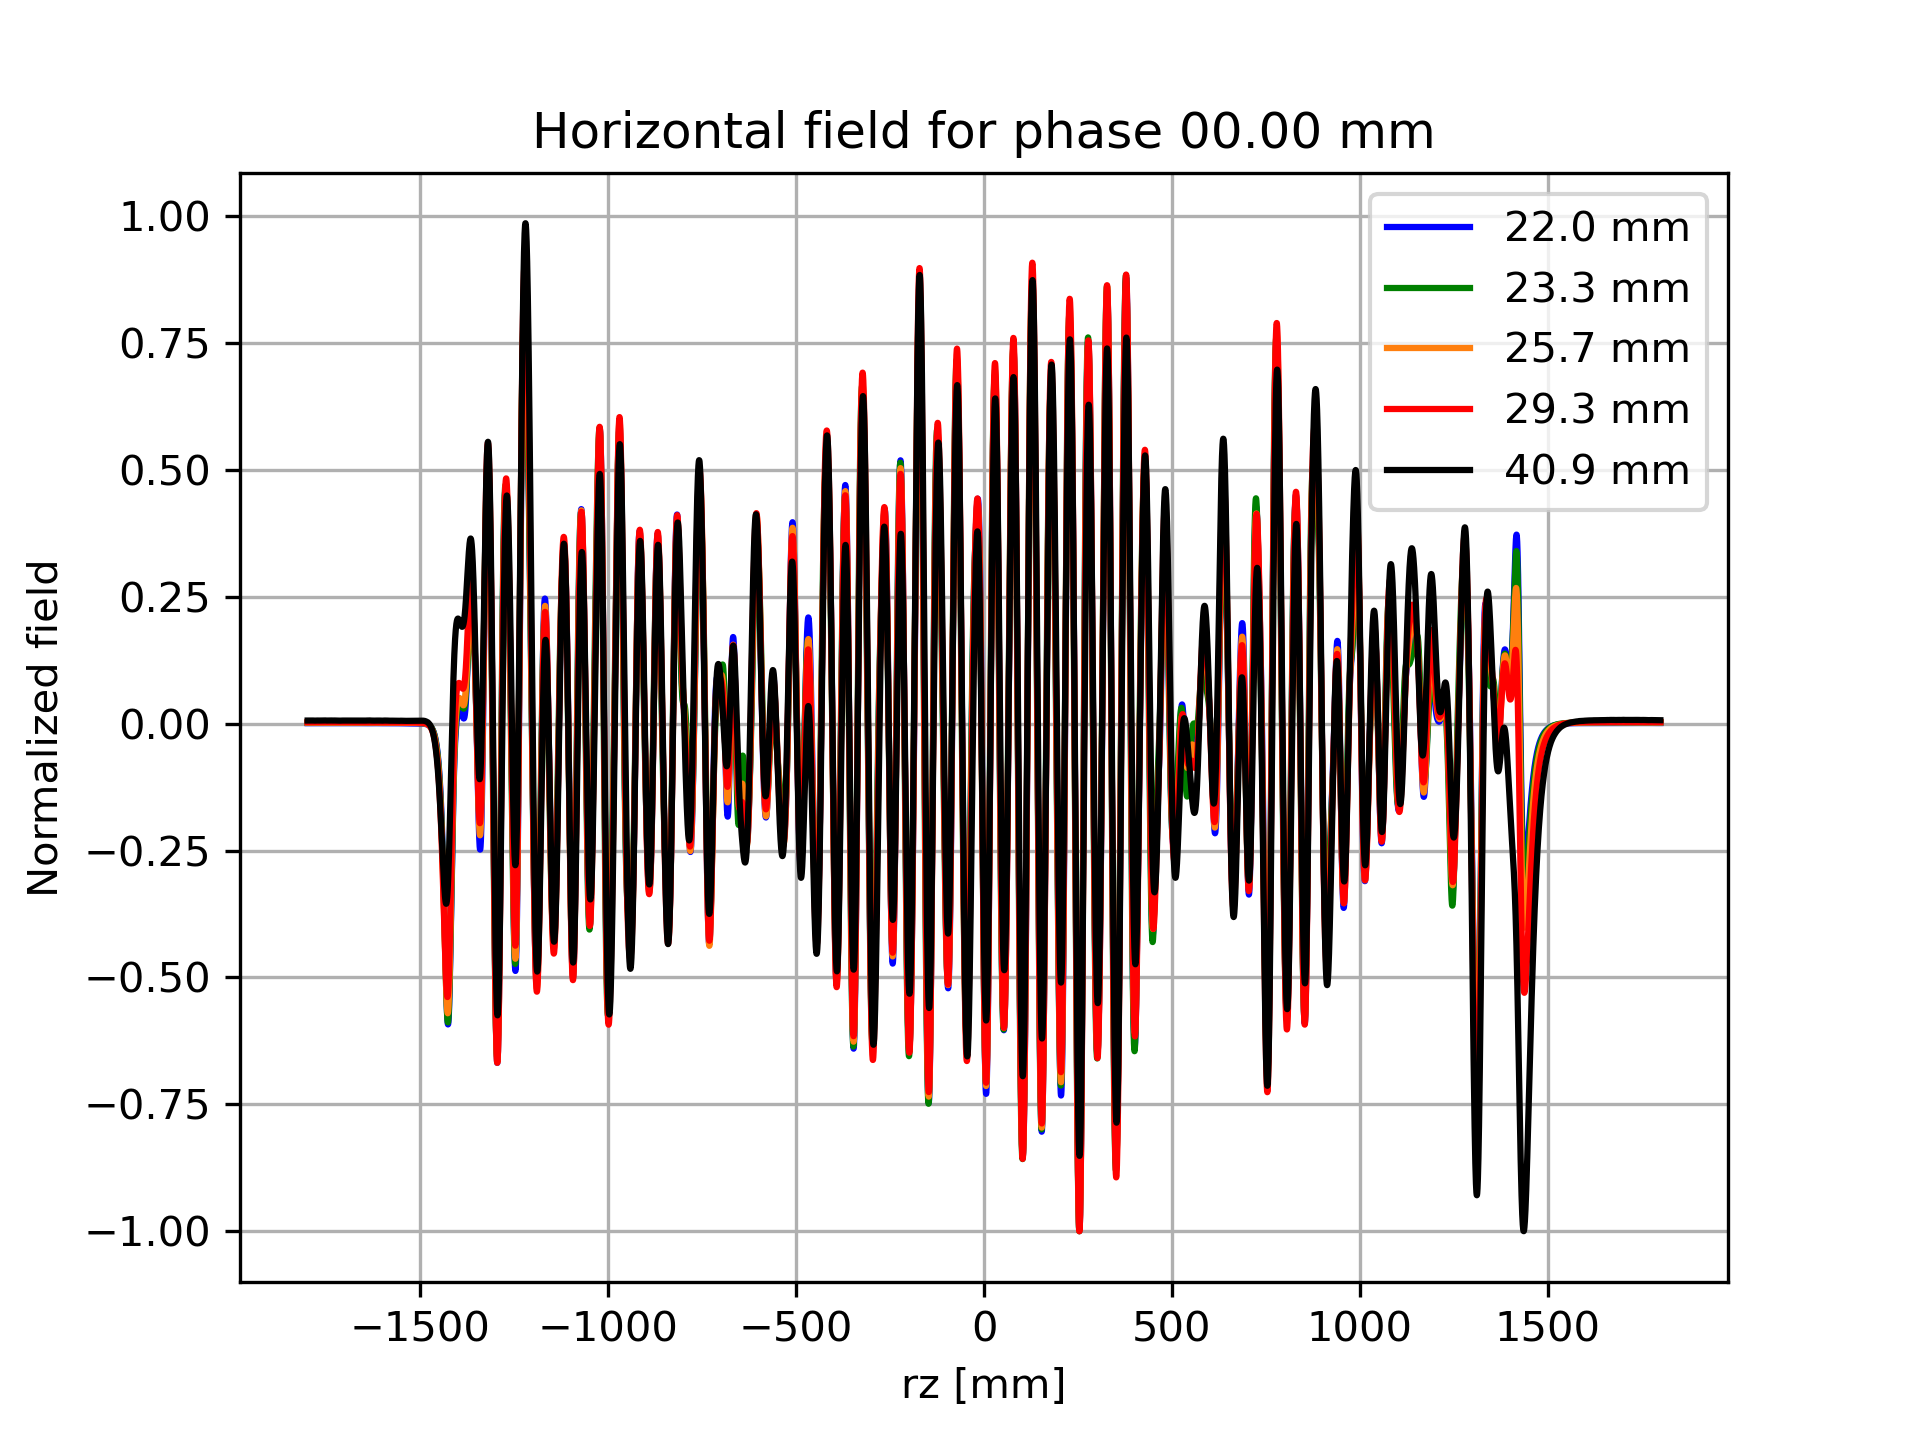 Horizontal field for phase 00.00 mm
1.00
0.75
0.50
0.25
0.00
−0.25
−0.50
−0.75
−1.00
Normalized field
22.0 mm
23.3 mm
25.7 mm
29.3 mm
40.9 mm
−1500 −1000 −500 0 500 1000 1500
rz [mm]